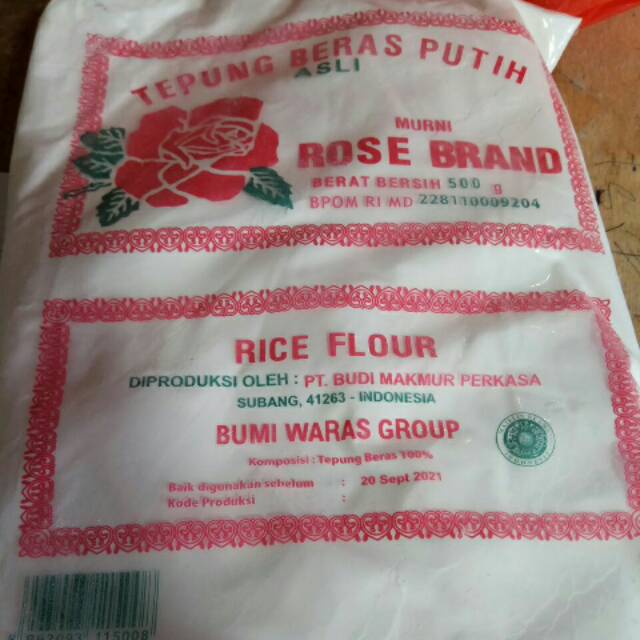 TEPUNG BERAS PUTIH
ASLI
MURNI
ROSE BRAND
BERAT BERSIH 500 g
BPOM RI MD 228110009204
RICE FLOUR
DIPRODUKSI OLEH : PT. BUDI MAKMUR PERKASA
SUBANG, 41263 - INDONESIA
BUMI WARAS GROUP
Komposisi : Tepung Beras 100%
Baik digunakan sebelum : 20 Sept 2021
Kode Produksi :
115008